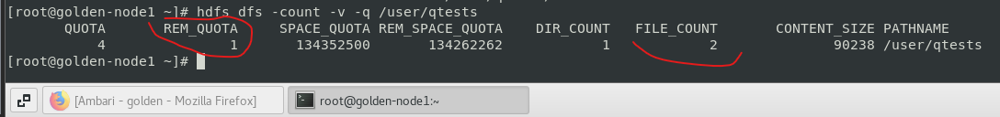 [root@golden-node1 ~]# hdfs dfs -count -v -q /user/qtests
QUOTA REM_QUOTA SPACE_QUOTA REM_SPACE_QUOTA DIR_COUNT FILE_COUNT CONTENT_SIZE PATHNAME
4 1 134352500 134262262 1 2 90238 /user/qtests
[root@golden-node1 ~]#
[Ambari - golden - Mozilla Firefox] root@golden-node1:~